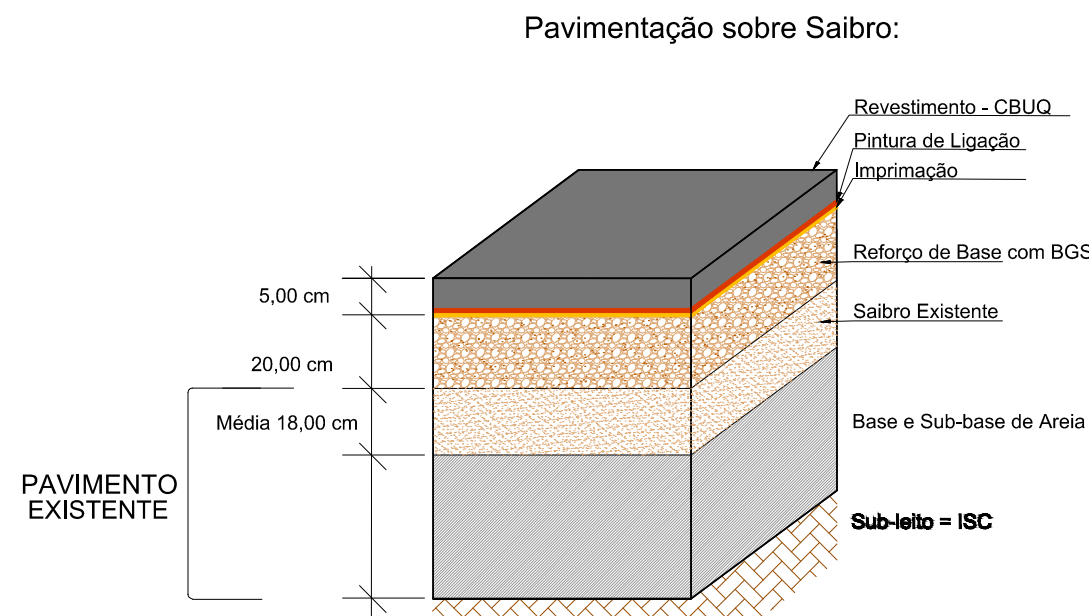 Pavimentação sobre Saibro:
Revestimento - CBUQ
Pintura de Ligação
Imprimação
Reforço de Base com BGS
Saibro Existente
Base e Sub-base de Areia
Sub-leito = ISC
5,00 cm
20,00 cm
Média 18,00 cm
PAVIMENTO
EXISTENTE